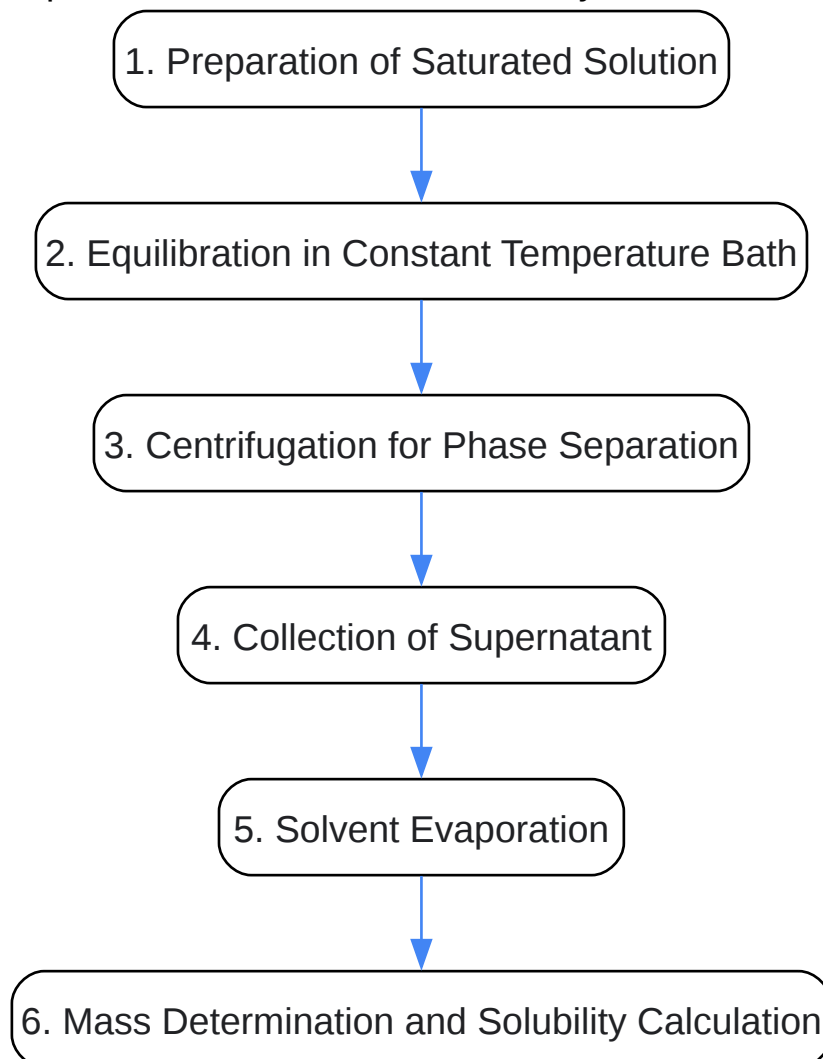 1. Preparation of Saturated Solution
2. Equilibration in Constant Temperature Bath
3. Centrifugation for Phase Separation
4. Collection of Supernatant
5. Solvent Evaporation
6. Mass Determination and Solubility Calculation